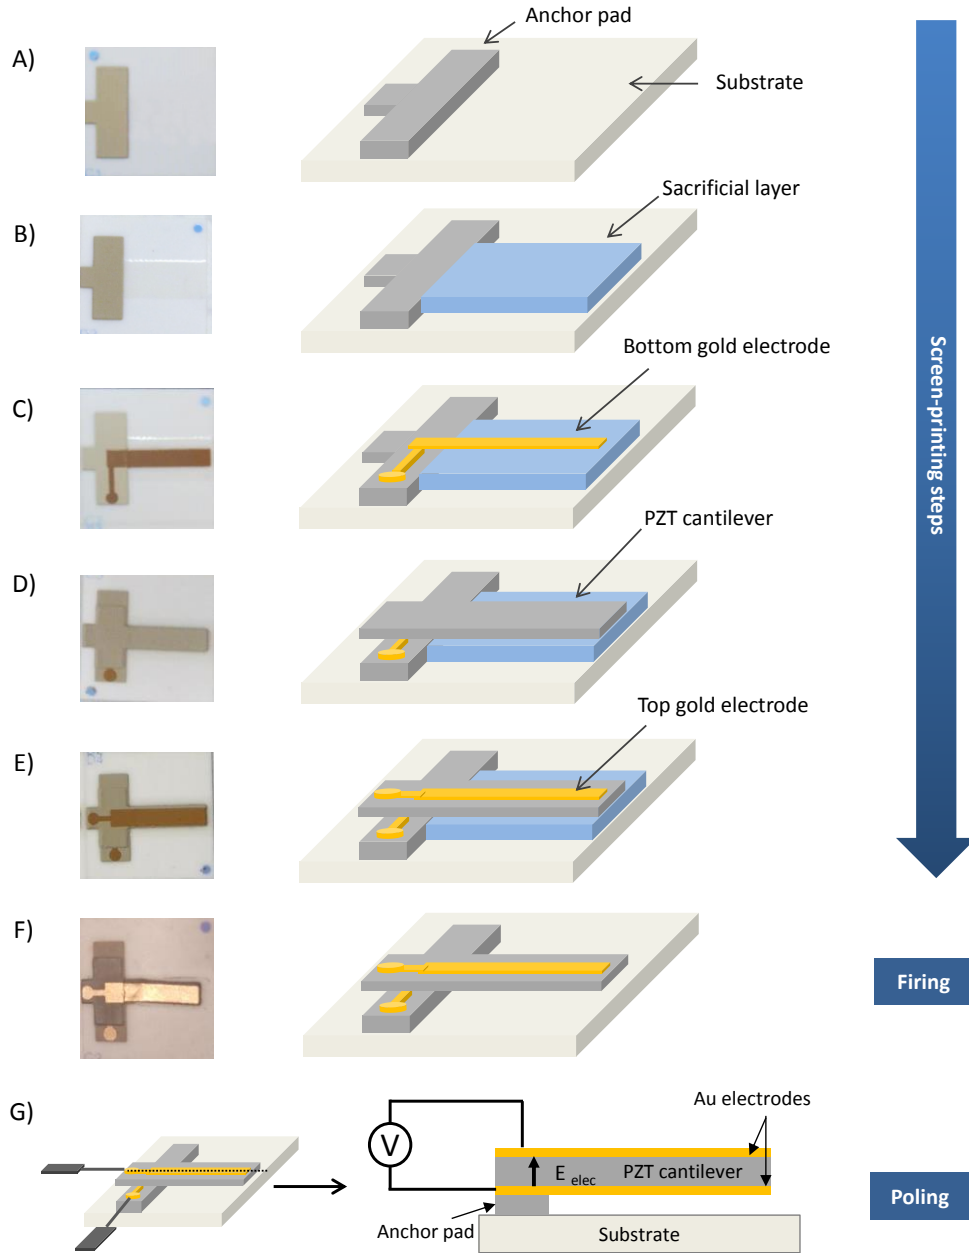 Anchor pad
A)
Substrate
Sacrificial layer
B)
Bottom gold electrode
C)
PZT cantilever
D)
Top gold electrode
E)
Screen-printing steps
F)
Firing
G)
Au electrodes
V
E elec
PZT cantilever
Anchor pad
Substrate
Poling